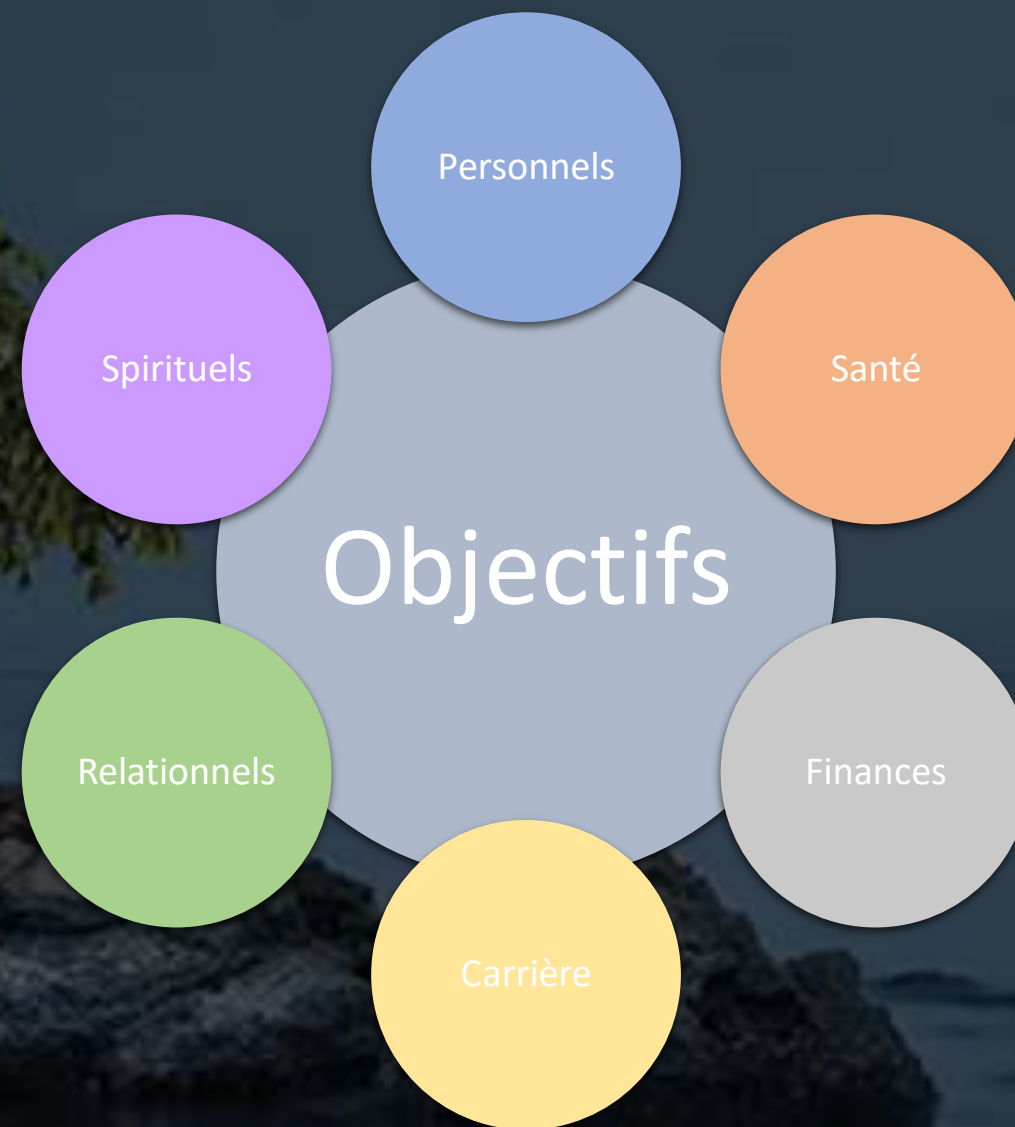 Personnels
Spirituels
Santé
Objectifs
Relationnels
Finances
Carrière